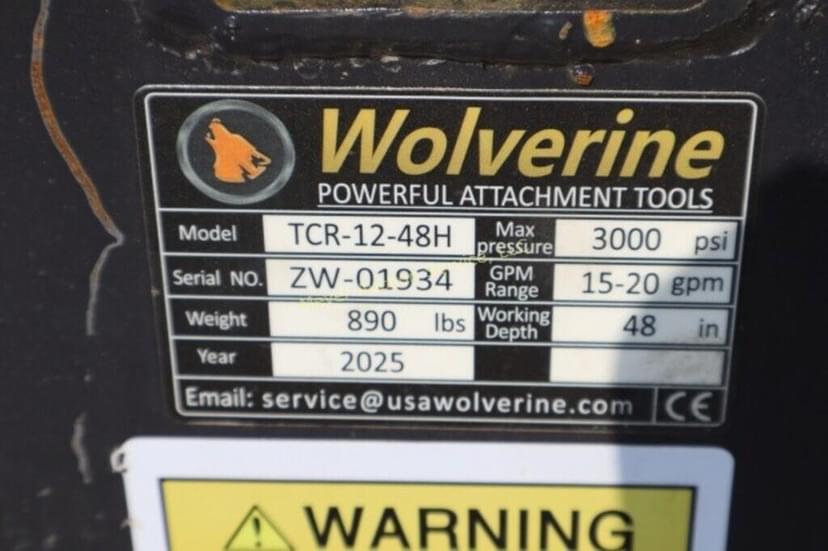 Wolverine
POWERFUL ATTACHMENT TOOLS
Model TCR-12-48H Max pressure 3000 psi
Serial NO. ZW-01934 GPM Range 15-20 gpm
Weight 890 lbs Working Depth 48 in
Year 2025
Email: service@usawolverine.com CE
WARNING